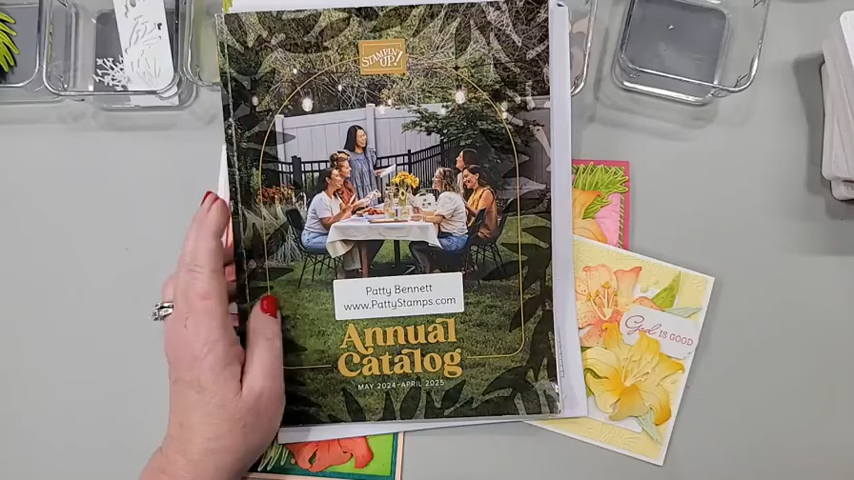 STAMPIN' UP!
Patty Bennett
www.PattyStamps.com
ANNUAL
CATALOG
MAY 2024–APRIL 2025
God IS GOOD